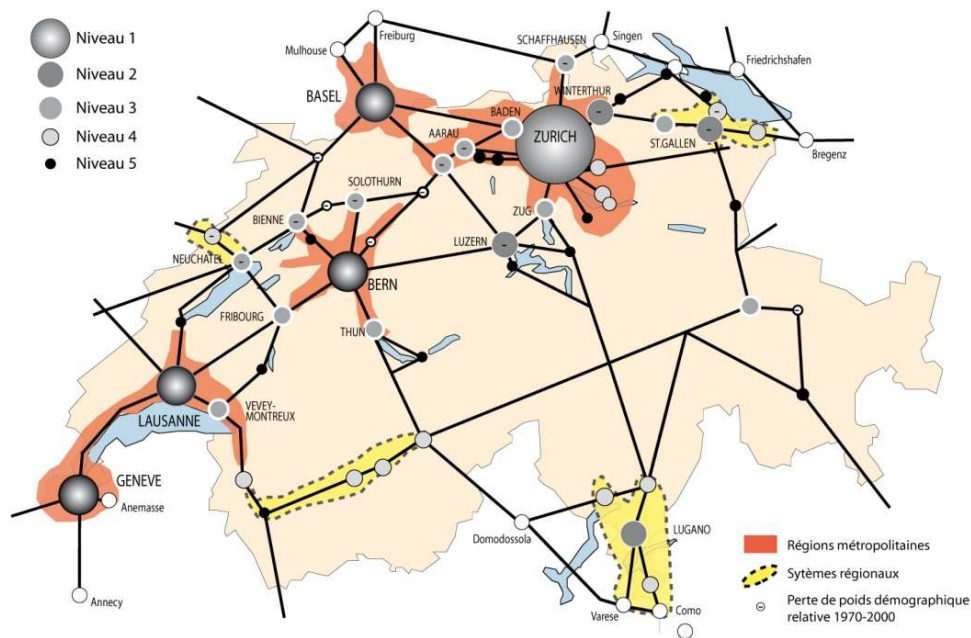 Niveau 1
Niveau 2
Niveau 3
Niveau 4
Niveau 5
Freiburg
Mulhouse
SCHAFFHAUSEN
Singen
Friedrichshafen
BASEL
WINTERTHUR
BADEN
AARAU
ZURICH
ST.GALLEN
Bregenz
SOLOTHURN
BIENNE
ZUG
LUZERN
NEUCHATEL
BERN
FRIBOURG
THUN
LAUSANNE
VEVEY-
MONTREUX
GENEVE
Anemasse
Annecy
Domodossola
LUGANO
Varese
Como
Régions métropolitaines
Sytèmes régionaux
Perte de poids démographique
relative 1970-2000